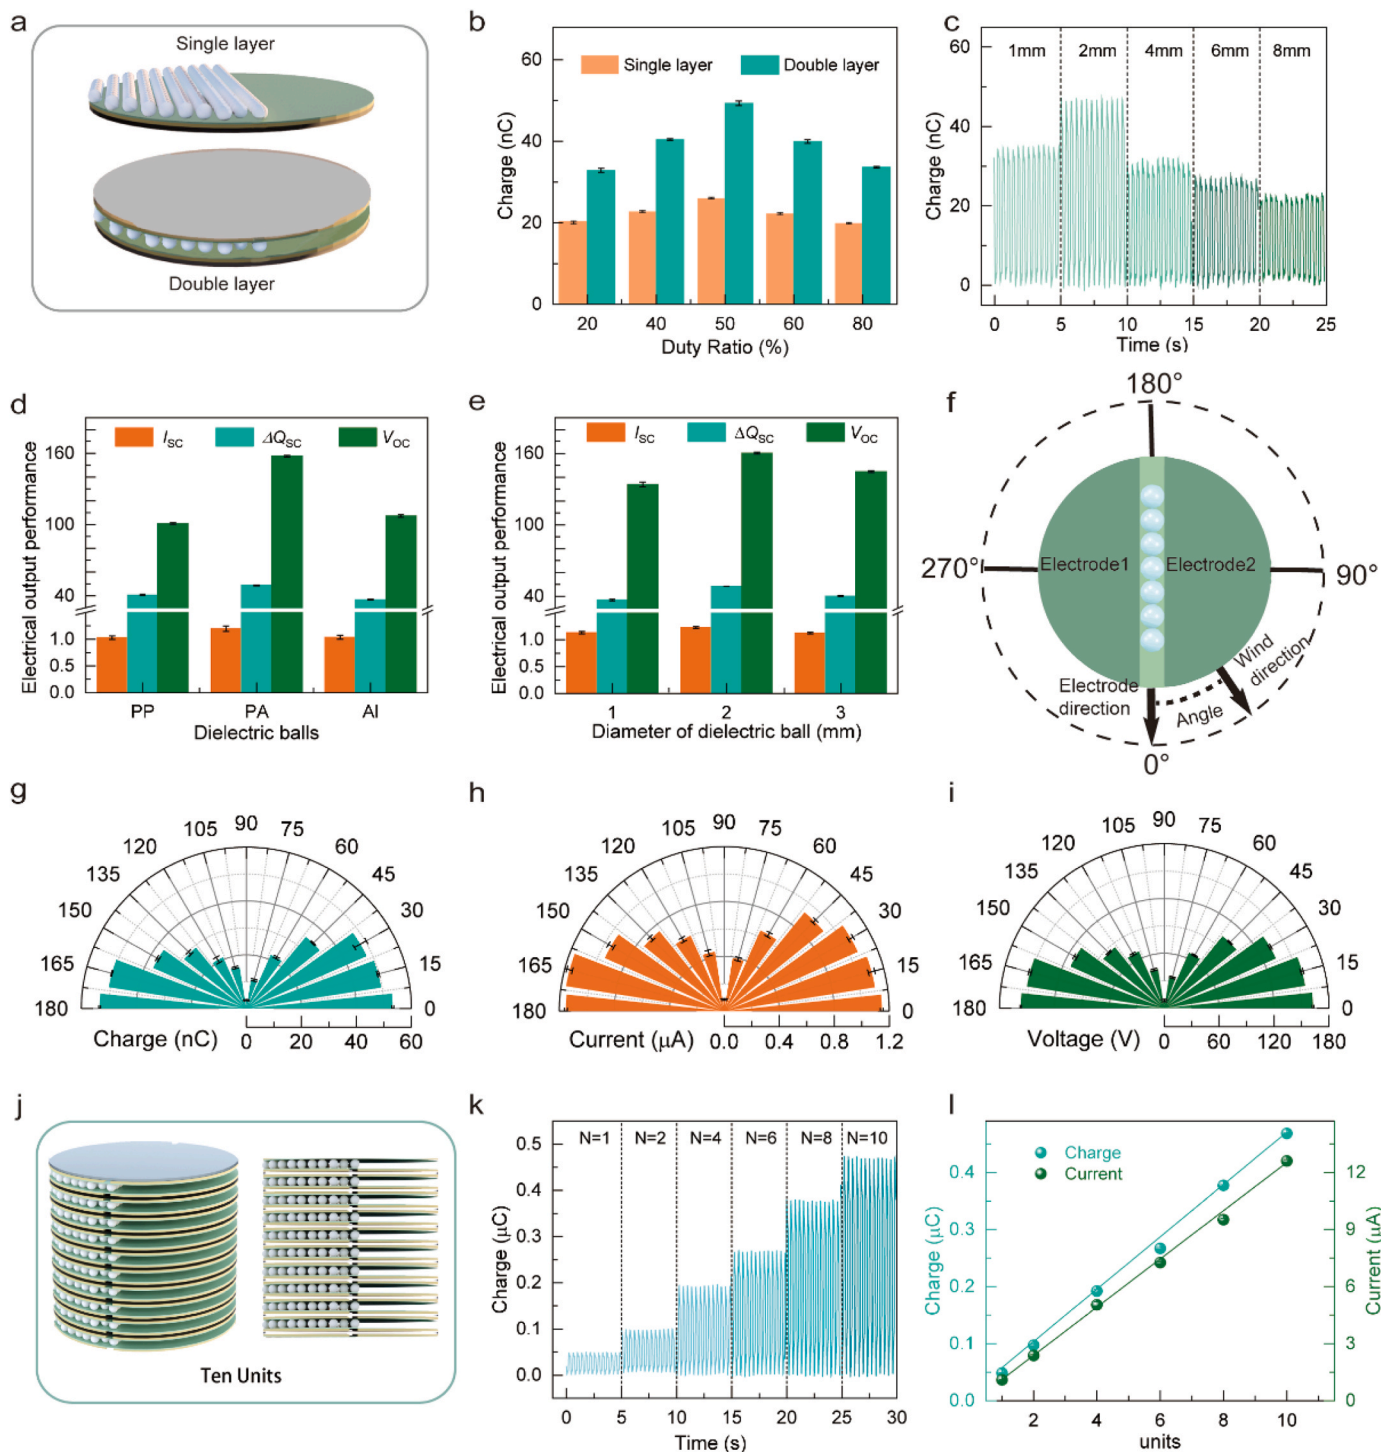 a
Single layer
Double layer
b
Single layer
Double layer
Charge (nC)
60
40
20
0
20 40 50 60 80
Duty Ratio (%)
c
1mm 2mm 4mm 6mm 8mm
Charge (nC)
60
40
20
0
0 5 10 15 20 25
Time (s)
d
ISC ΔQSC VOC
Electrical output performance
160
100
40
1.0
0.5
0.0
PP PA Al
Dielectric balls
e
ISC ΔQSC VOC
Electrical output performance
160
100
40
1.0
0.5
0.0
1 2 3
Diameter of dielectric ball (mm)
f
180°
270°
Electrode1
Electrode2
90°
Electrode
direction
Wind
direction
Angle
0°
g
180 165 150 135 120 105 90 75 60 45 30 15 0
Charge (nC)
0 20 40 60
h
180 165 150 135 120 105 90 75 60 45 30 15 0
Current (μA)
0.0 0.4 0.8 1.2
i
180 165 150 135 120 105 90 75 60 45 30 15 0
Voltage (V)
0 60 120 180
j
Ten Units
k
N=1 N=2 N=4 N=6 N=8 N=10
Charge (μC)
0.5
0.4
0.3
0.2
0.1
0.0
0 5 10 15 20 25 30
Time (s)
l
Charge
Current
Charge (μC)
0.4
0.3
0.2
0.1
0.0
Current (μA)
12
9
6
3
0
2 4 6 8 10
units